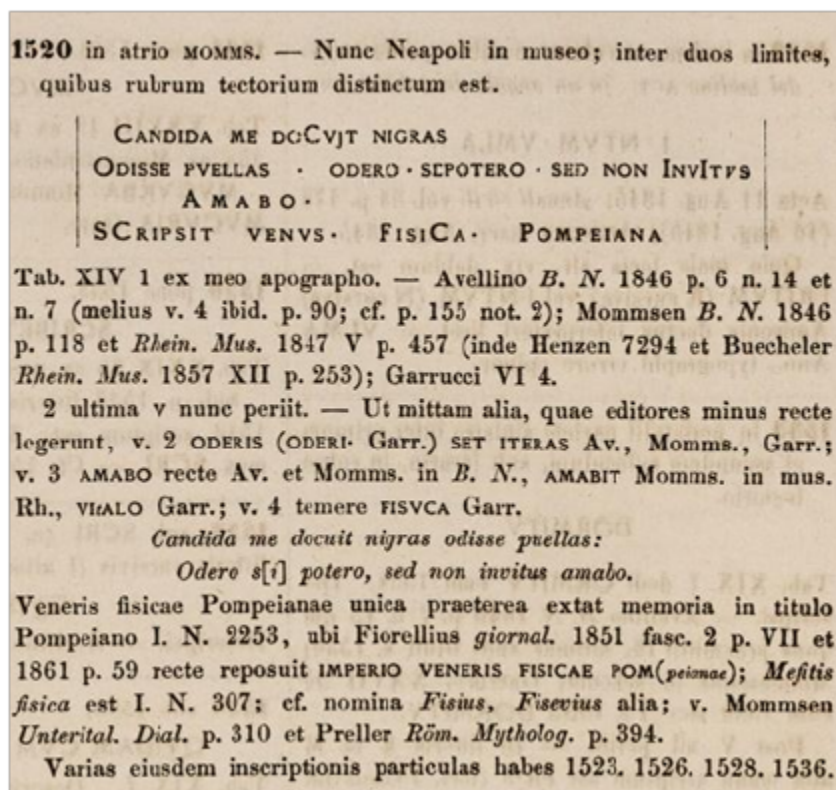 1520 in atrio MOMMS. — Nunc Neapoli in museo; inter duos limites,
quibus rubrum tectorium distinctum est.
CANDIDA ME DOCVJT NIGRAS
ODISSE PVELLAS · ODERO · SEPOTERO · SED NON INVITVS
AMABO ·
SCRIPSIT VENVS · FISICA · POMPEIANA
Tab. XIV 1 ex meo apographo. — Avellino B. N. 1846 p. 6 n. 14 et
n. 7 (melius v. 4 ibid. p. 90; cf. p. 155 not. 2); Mommsen B. N. 1846
p. 118 et Rhein. Mus. 1847 V p. 457 (inde Henzen 7294 et Buecheler
Rhein. Mus. 1857 XII p. 253); Garrucci VI 4.
2 ultima v nunc periit. — Ut mittam alia, quae editores minus recte
legerunt, v. 2 ODERIS (ODERI· Garr.) SET ITERAS Av., Momms., Garr.;
v. 3 AMABO recte Av. et Momms. in B. N., AMABIT Momms. in mus.
Rh., Garr.; v. 4 temere FISVCA Garr.
Candida me docuit nigras odisse puellas:
Odero s[i] potero, sed non invitus amabo.
Veneris fisicae Pompeianae unica praeterea extat memoria in titulo
Pompeiano I. N. 2253, ubi Fiorellius giornal. 1851 fasc. 2 p. VII et
1861 p. 59 recte reposuit IMPERIO VENERIS FISICAE POM(peianae); Mefitis
fisica est I. N. 307; cf. nomina Fisius, Fisevius alia; v. Mommsen
Unterital. Dial. p. 310 et Preller Röm. Mytholog. p. 394.
Varias eiusdem inscriptionis particulas habes 1523. 1526. 1528. 1536.